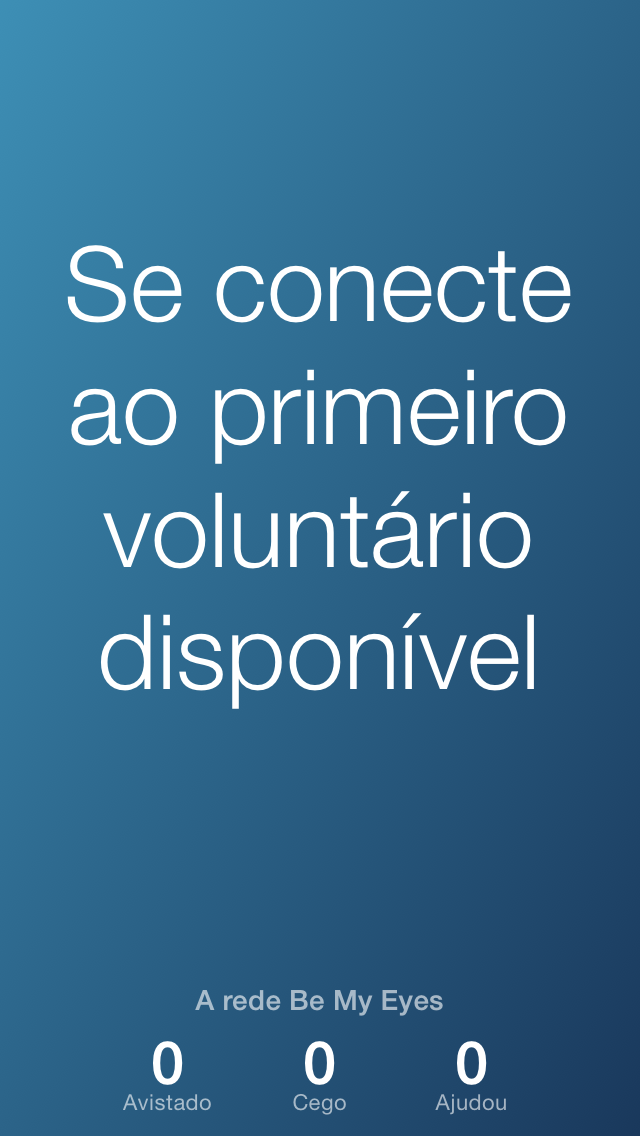 Se conecte
ao primeiro
voluntário
disponível
A rede Be My Eyes
0 0 0
Avistado Cego Ajudou